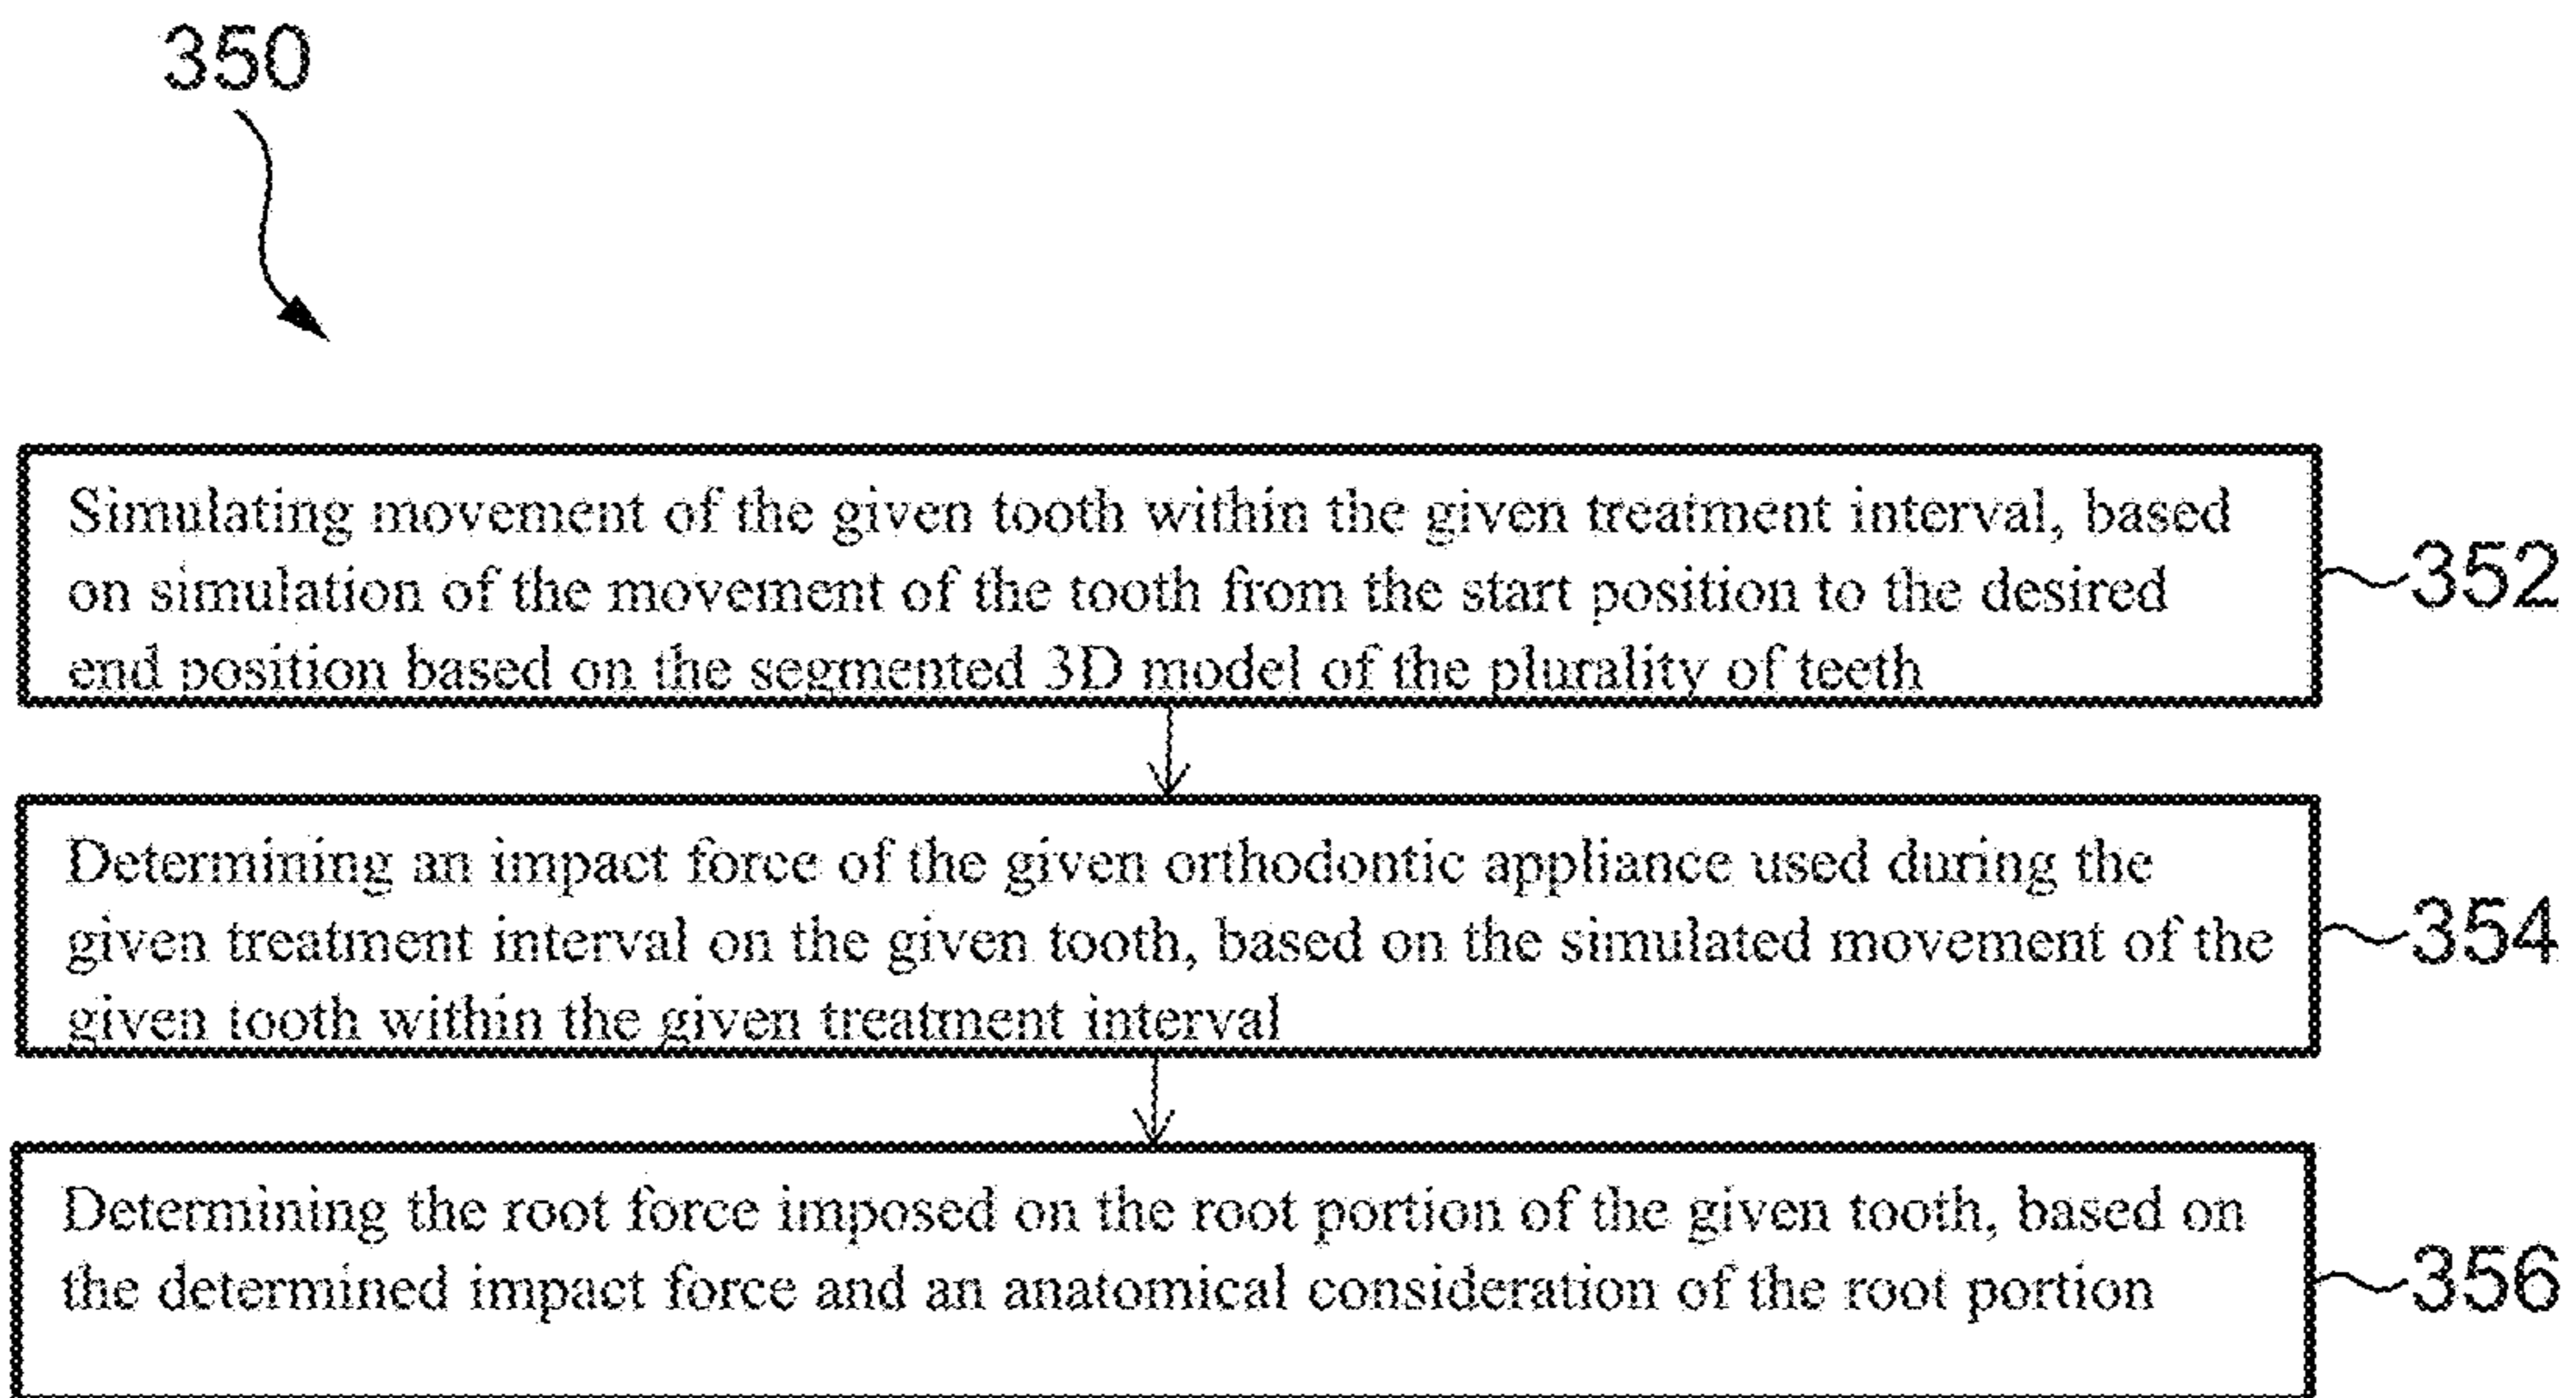 350
Simulating movement of the given tooth within the given treatment interval, based
on simulation of the movement of the tooth from the start position to the desired
end position based on the segmented 3D model of the plurality of teeth
352
Determining an impact force of the given orthodontic appliance used during the
given treatment interval on the given tooth, based on the simulated movement of the
given tooth within the given treatment interval
354
Determining the root force imposed on the root portion of the given tooth, based on
the determined impact force and an anatomical consideration of the root portion
356